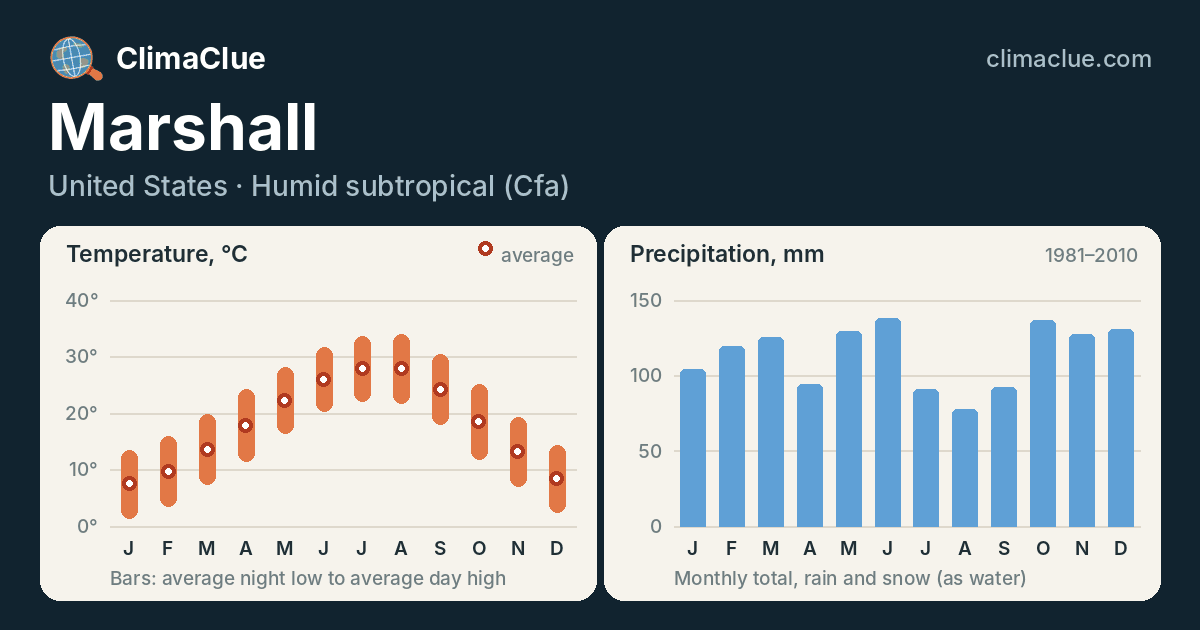 ClimaClue
climaclue.com
Marshall
United States · Humid subtropical (Cfa)
Temperature, °C
average
40°
30°
20°
10°
0°
J F M A M J J A S O N D
Bars: average night low to average day high
Precipitation, mm
1981–2010
150
100
50
0
J F M A M J J A S O N D
Monthly total, rain and snow (as water)